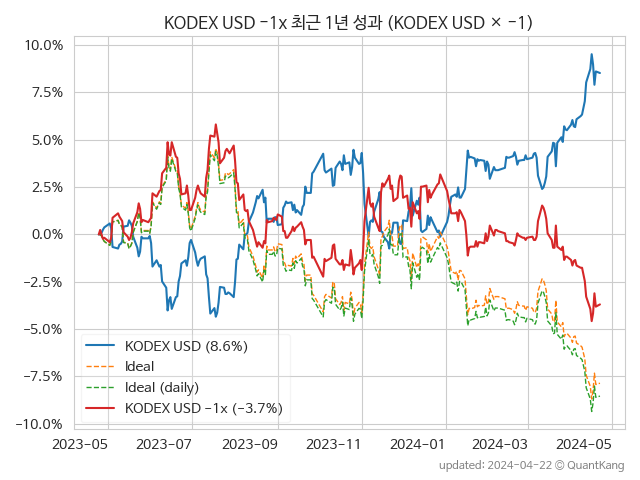 KODEX USD −1x 최근 1년 성과 (KODEX USD × −1)
10.0%
7.5%
5.0%
2.5%
0.0%
−2.5%
−5.0%
−7.5%
−10.0%
KODEX USD (8.6%)
Ideal
Ideal (daily)
KODEX USD −1x (−3.7%)
2023-05 2023-07 2023-09 2023-11 2024-01 2024-03 2024-05
updated: 2024-04-22 © QuantKang